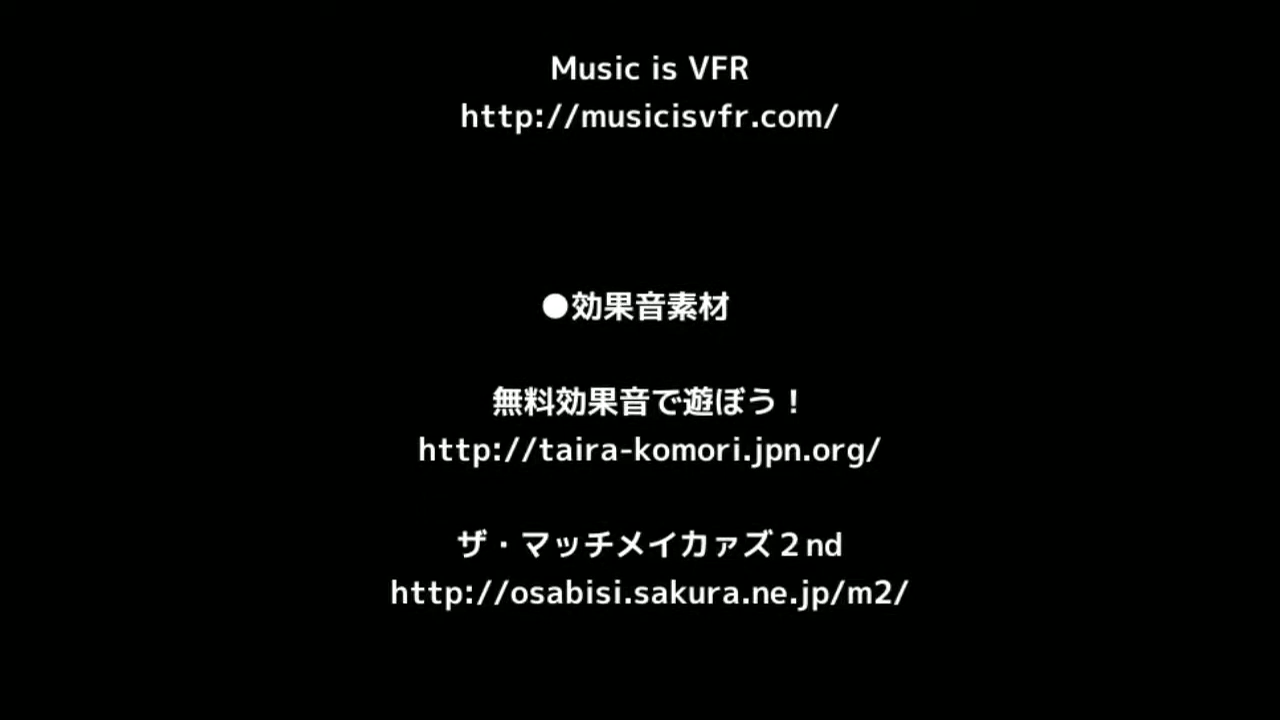 Music is VFR
http://musicisvfr.com/
●効果音素材
無料効果音で遊ぼう！
http://taira-komori.jpn.org/
ザ・マッチメイカァズ２nd
http://osabisi.sakura.ne.jp/m2/